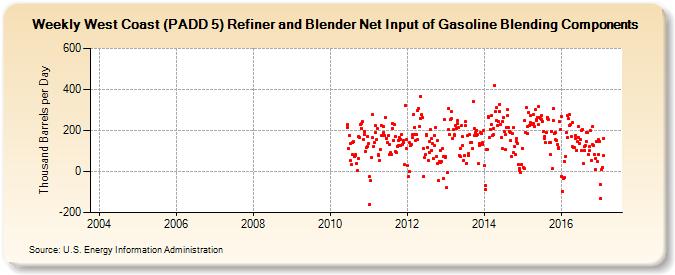 Weekly West Coast (PADD 5) Refiner and Blender Net Input of Gasoline Blending Components
Thousand Barrels per Day
600
400
200
0
-200
2004 2006 2008 2010 2012 2014 2016
Source: U.S. Energy Information Administration